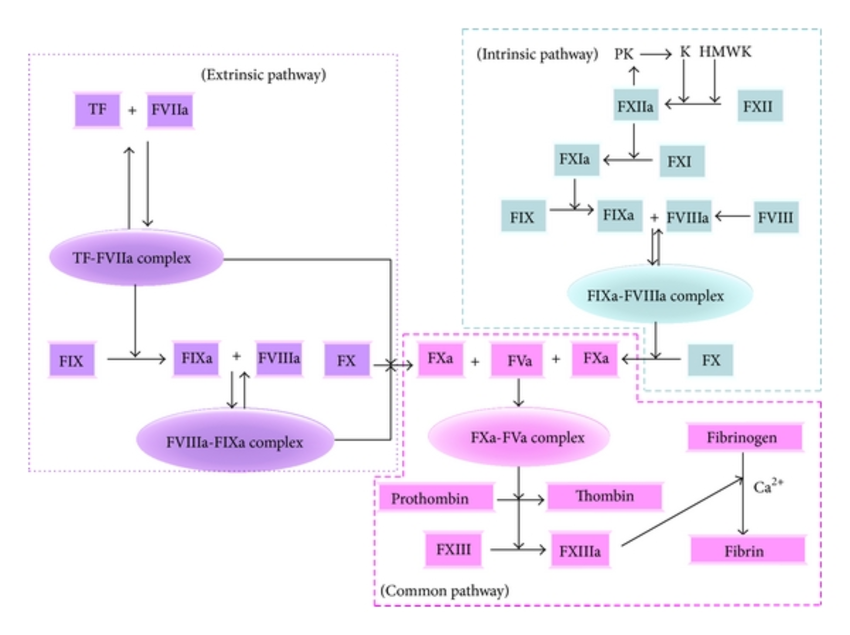 (Extrinsic pathway)
TF + FVIIa
TF-FVIIa complex
FIX FIXa + FVIIIa FX
FVIIIa-FIXa complex
(Intrinsic pathway) PK K HMWK
FXIIa FXII
FXIa FXI
FIX FIXa + FVIIIa FVIII
FIXa-FVIIIa complex
FX
FXa + FVa + FXa
FXa-FVa complex
Fibrinogen
Prothombin Thombin
Ca²⁺
FXIII FXIIIa Fibrin
(Common pathway)